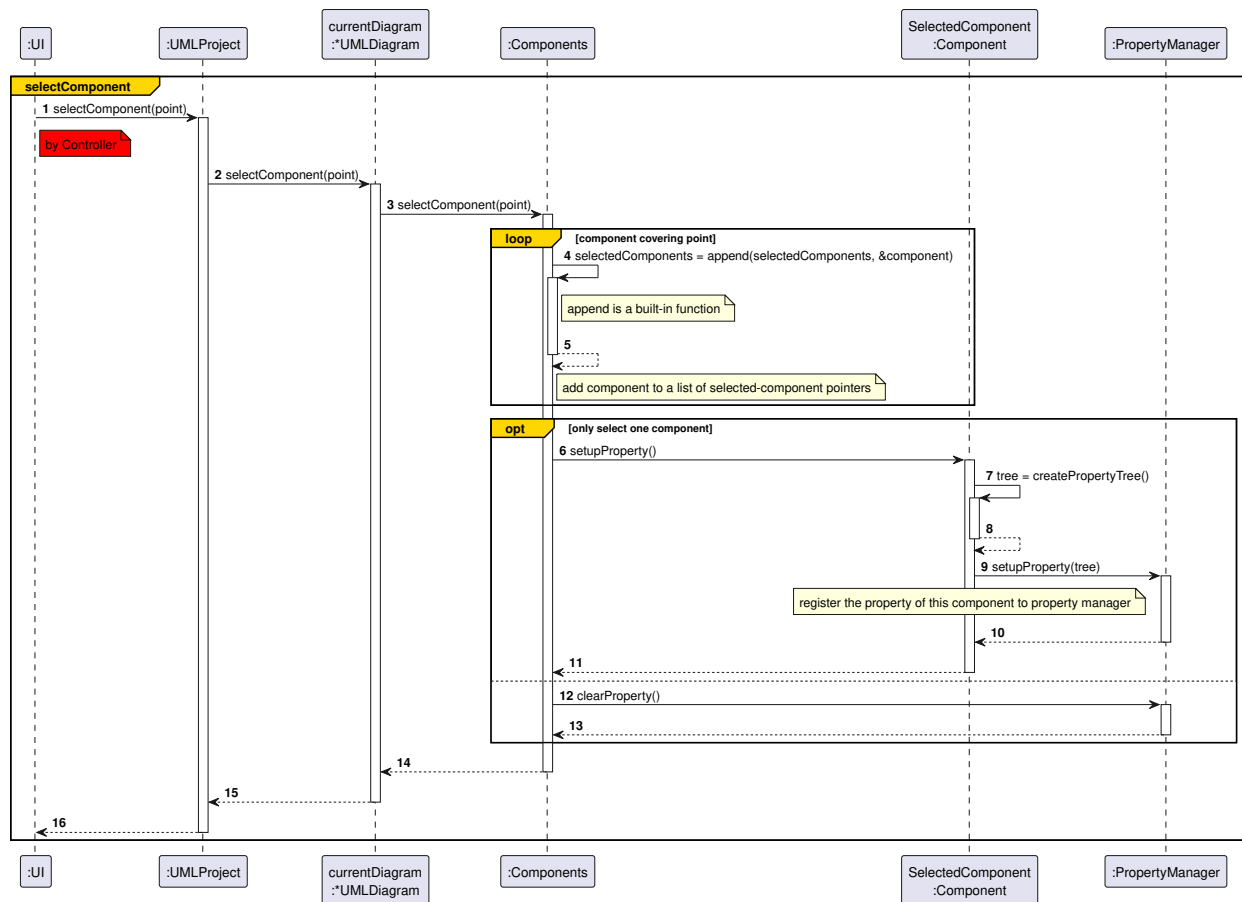 :UI
:UMLProject
currentDiagram
:*UMLDiagram
:Components
SelectedComponent
:Component
:PropertyManager
selectComponent
1 selectComponent(point)
by Controller
2 selectComponent(point)
3 selectComponent(point)
loop [component covering point]
4 selectedComponents = append(selectedComponents, &component)
append is a built-in function
5
add component to a list of selected-component pointers
opt [only select one component]
6 setupProperty()
7 tree = createPropertyTree()
8
9 setupProperty(tree)
register the property of this component to property manager
10
11
12 clearProperty()
13
14
15
16
:UI
:UMLProject
currentDiagram
:*UMLDiagram
:Components
SelectedComponent
:Component
:PropertyManager